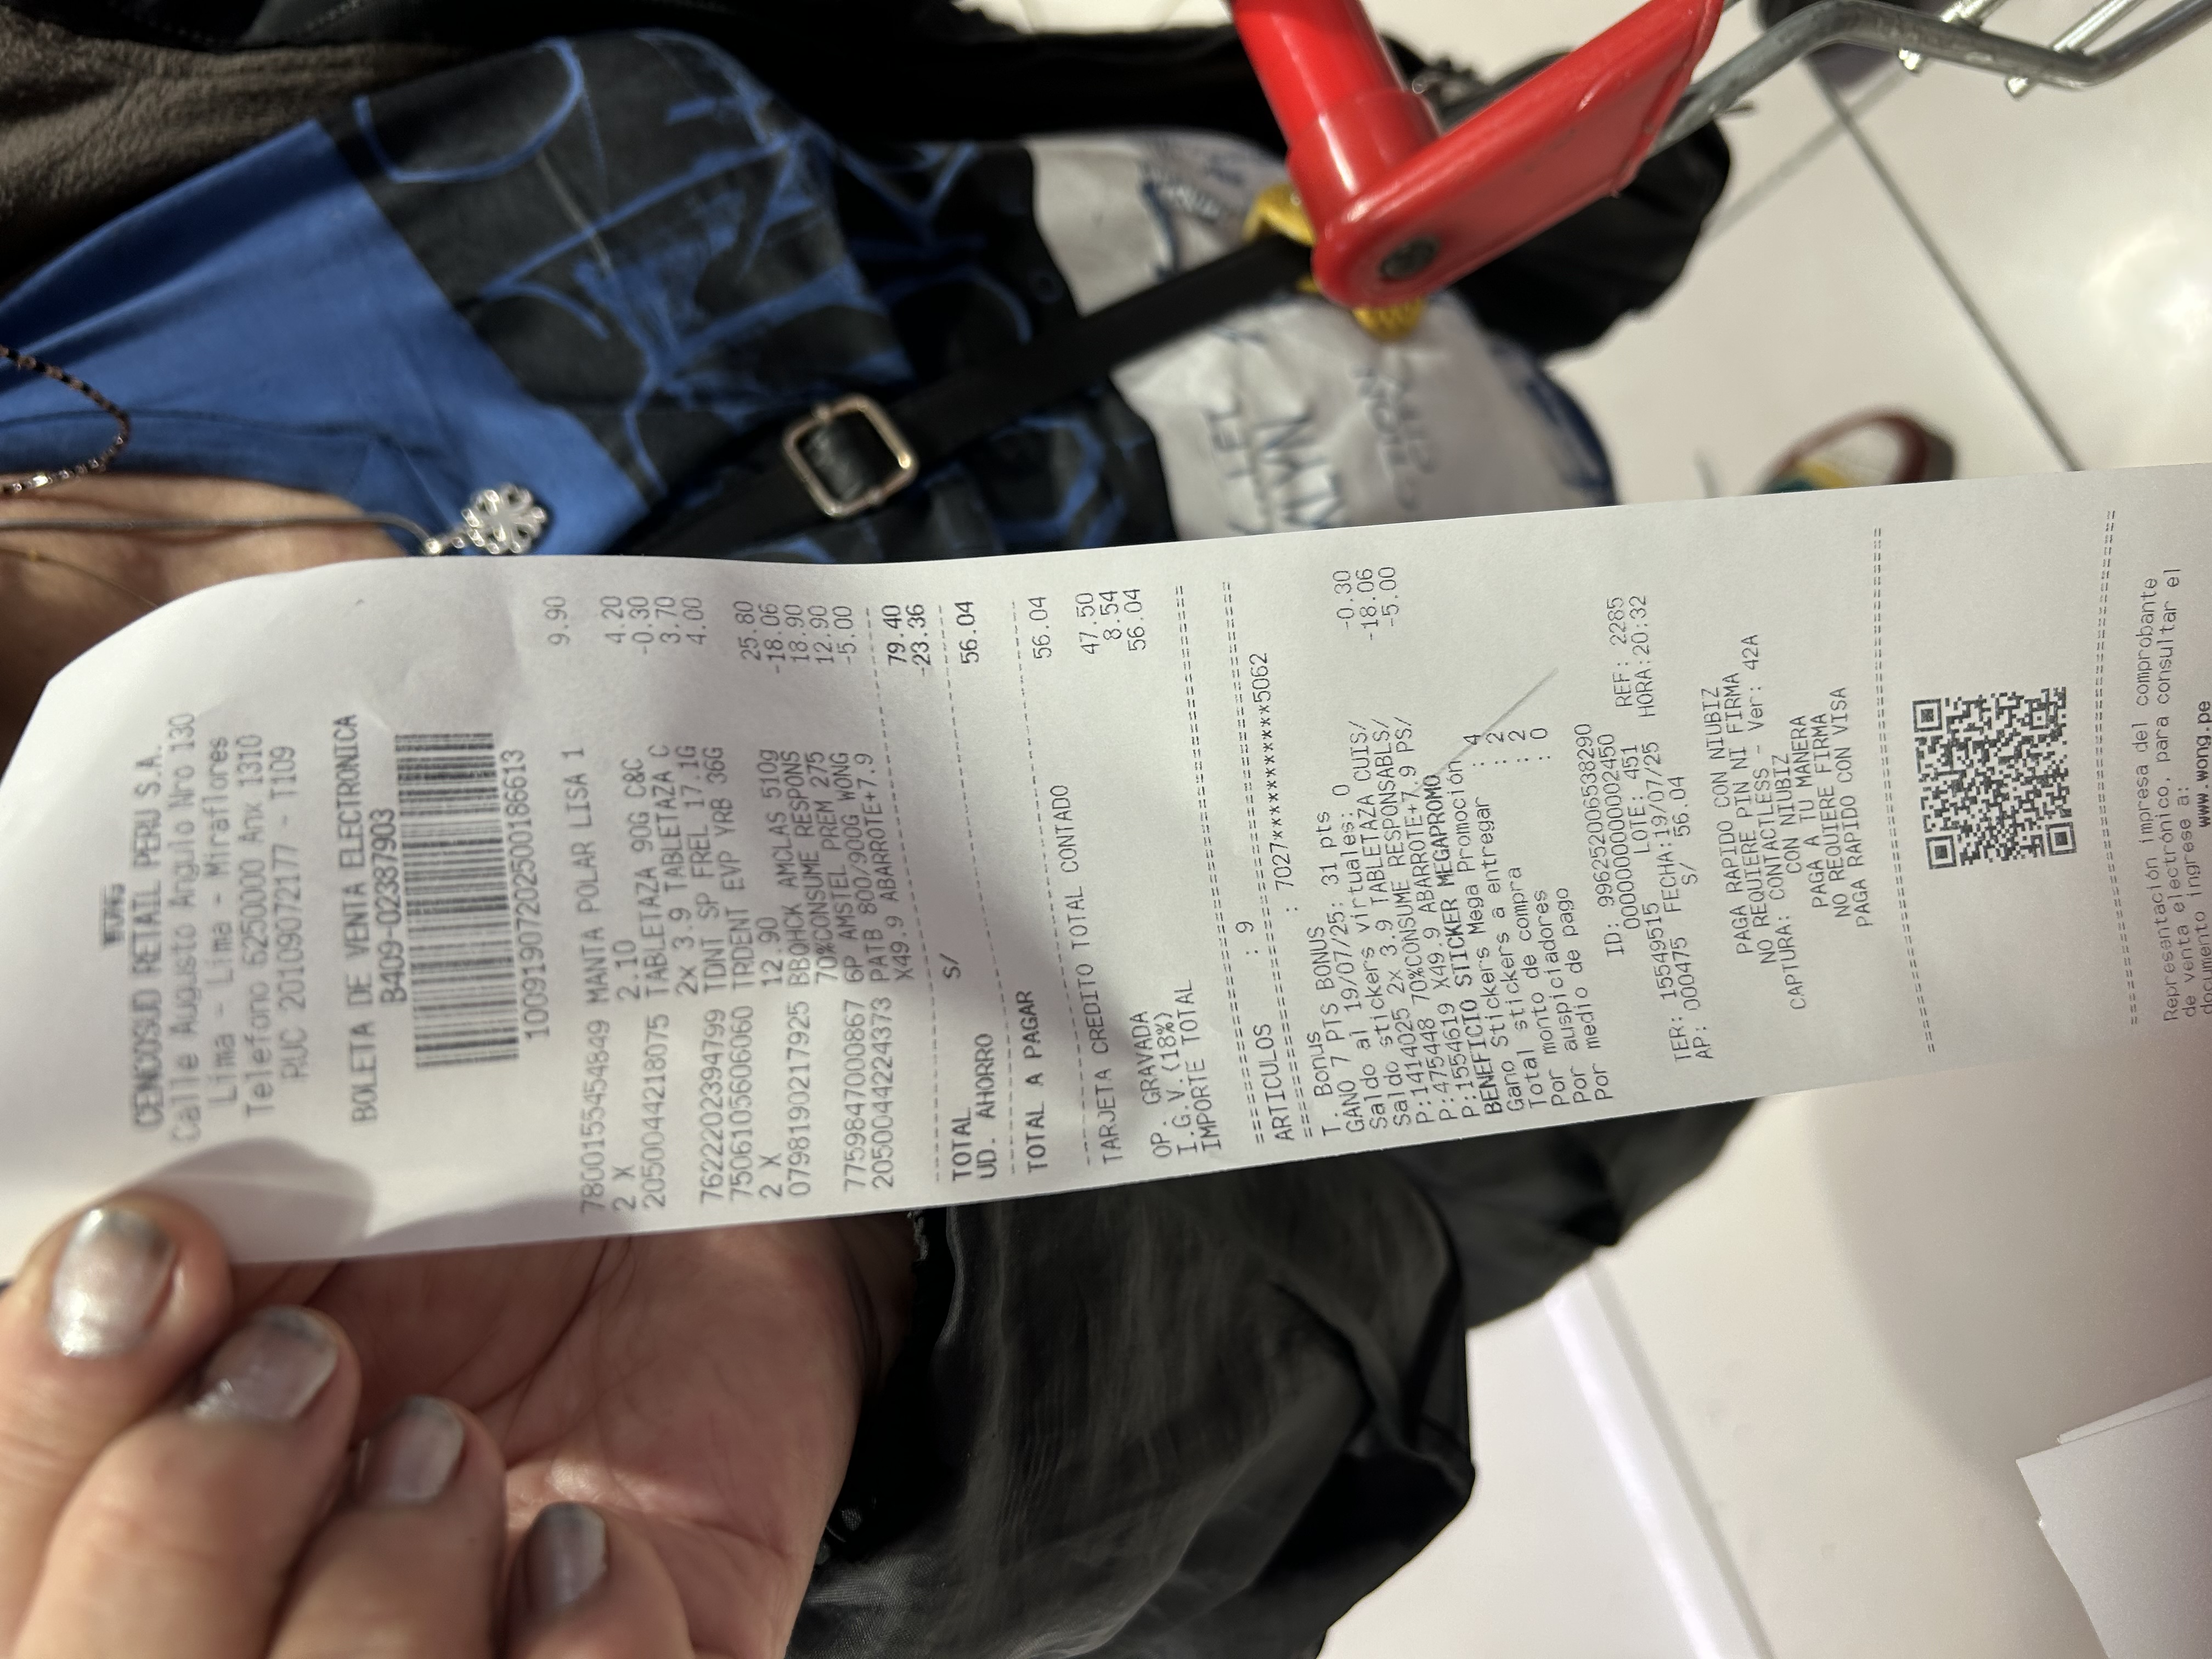 WONG
CENCOSUD RETAIL PERU S.A.
Calle Augusto Angulo Nro 130
Lima - Lima - Miraflores
Telefono 6250000 Anx 1310
RUC 20109072177 - T109
BOLETA DE VENTA ELECTRONICA
B409-02387903
10091907202500186613
7800155454849 MANTA POLAR LISA 1 9.90
2 X 2.10
2050044218075 TABLETAZA 90G C&C 4.20
2x 3.9 TABLETAZA C -0.30
7622202394799 TDNT SP FREL 17.1G 3.70
7506105606060 TRDENT EVP YRB 36G 4.00
2 X 12.90
0798190217925 BBQHCK AMCLAS 510g 25.80
70%CONSUME RESPONS -18.06
7759847000867 6P AMSTEL PREM 275 18.90
2050044224373 PATB 800/900G WONG 12.90
X49.9 ABARROTE+7.9 -5.00
TOTAL S/ 79.40
UD. AHORRO -23.36
TOTAL A PAGAR 56.04
TARJETA CREDITO TOTAL CONTADO 56.04
OP. GRAVADA 47.50
I.G.V.(18%) 8.54
IMPORTE TOTAL 56.04
ARTICULOS : 9
T. Bonus : 7027***********5062
GANO 7 PTS BONUS
Saldo al 19/07/25: 31 pts
Saldo stickers virtuales: 0
P:1414025 2x 3.9 TABLETAZA CUIS/ -0.30
P:475448 70%CONSUME RESPONSABLS/ -18.06
P:1554619 X49.9 ABARROTE+7.9 PS/ -5.00
BENEFICIO STICKER MEGAPROMO
Gano Stickers Mega Promoción
Total stickers a entregar : 4
Por monto de compra : 2
Por auspiciadores : 2
Por medio de pago : 0
ID: 996252006538290
0000000000002450
TER: 15549515 LOTE: 451 REF: 2285
AP: 000475 FECHA:19/07/25 HORA:20:32
S/ 56.04
PAGA RAPIDO CON NIUBIZ
NO REQUIERE PIN NI FIRMA
CAPTURA: CONTACTLESS - Ver: 42A
CON NIUBIZ
PAGA A TU MANERA
NO REQUIERE FIRMA
PAGA RAPIDO CON VISA
Representación impresa del comprobante
de venta electrónico, para consultar el
documento ingrese a:
www.wong.pe